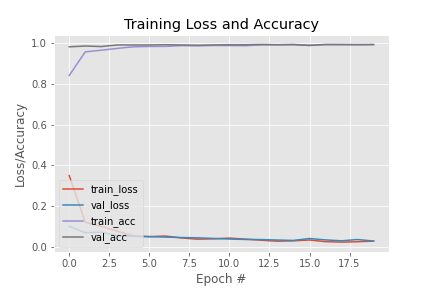 Training Loss and Accuracy
Loss/Accuracy
1.0
0.8
0.6
0.4
0.2
0.0
train_loss
val_loss
train_acc
val_acc
0.0 2.5 5.0 7.5 10.0 12.5 15.0 17.5
Epoch #